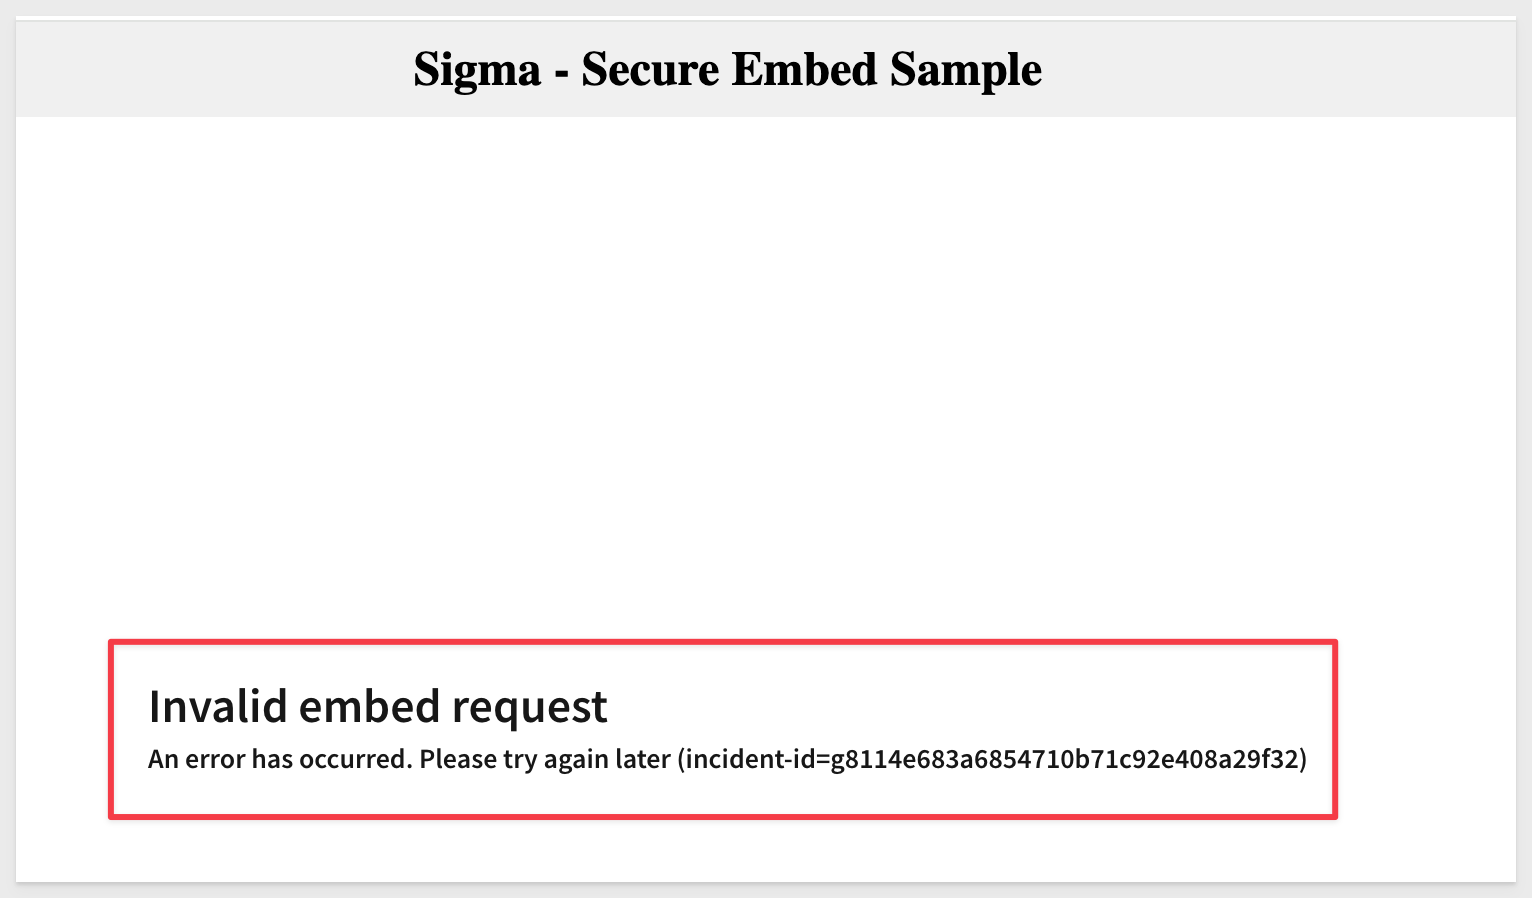 Sigma - Secure Embed Sample
Invalid embed request
An error has occurred. Please try again later (incident-id=g8114e683a6854710b71c92e408a29f32)